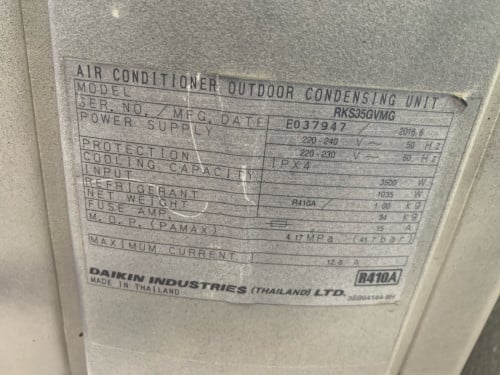 AIR CONDITIONER OUTDOOR CONDENSING UNIT
MODEL RKS35GVMG
SER. NO. / MFG. DATE E037947 / 2016.6
POWER SUPPLY 220-240 V~ 50 Hz
220-230 V~ 60 Hz
PROTECTION IPX4
COOLING CAPACITY 3500 W
INPUT 1035 W
REFRIGERANT R410A / 1.00 kg
NET WEIGHT 34 kg
FUSE AMP. 15 A
M.O.P. (PAMAX) 4.17 MPa (41.7 bar)
MAXIMUM CURRENT 12.0 A
DAIKIN INDUSTRIES (THAILAND) LTD. R410A
MADE IN THAILAND